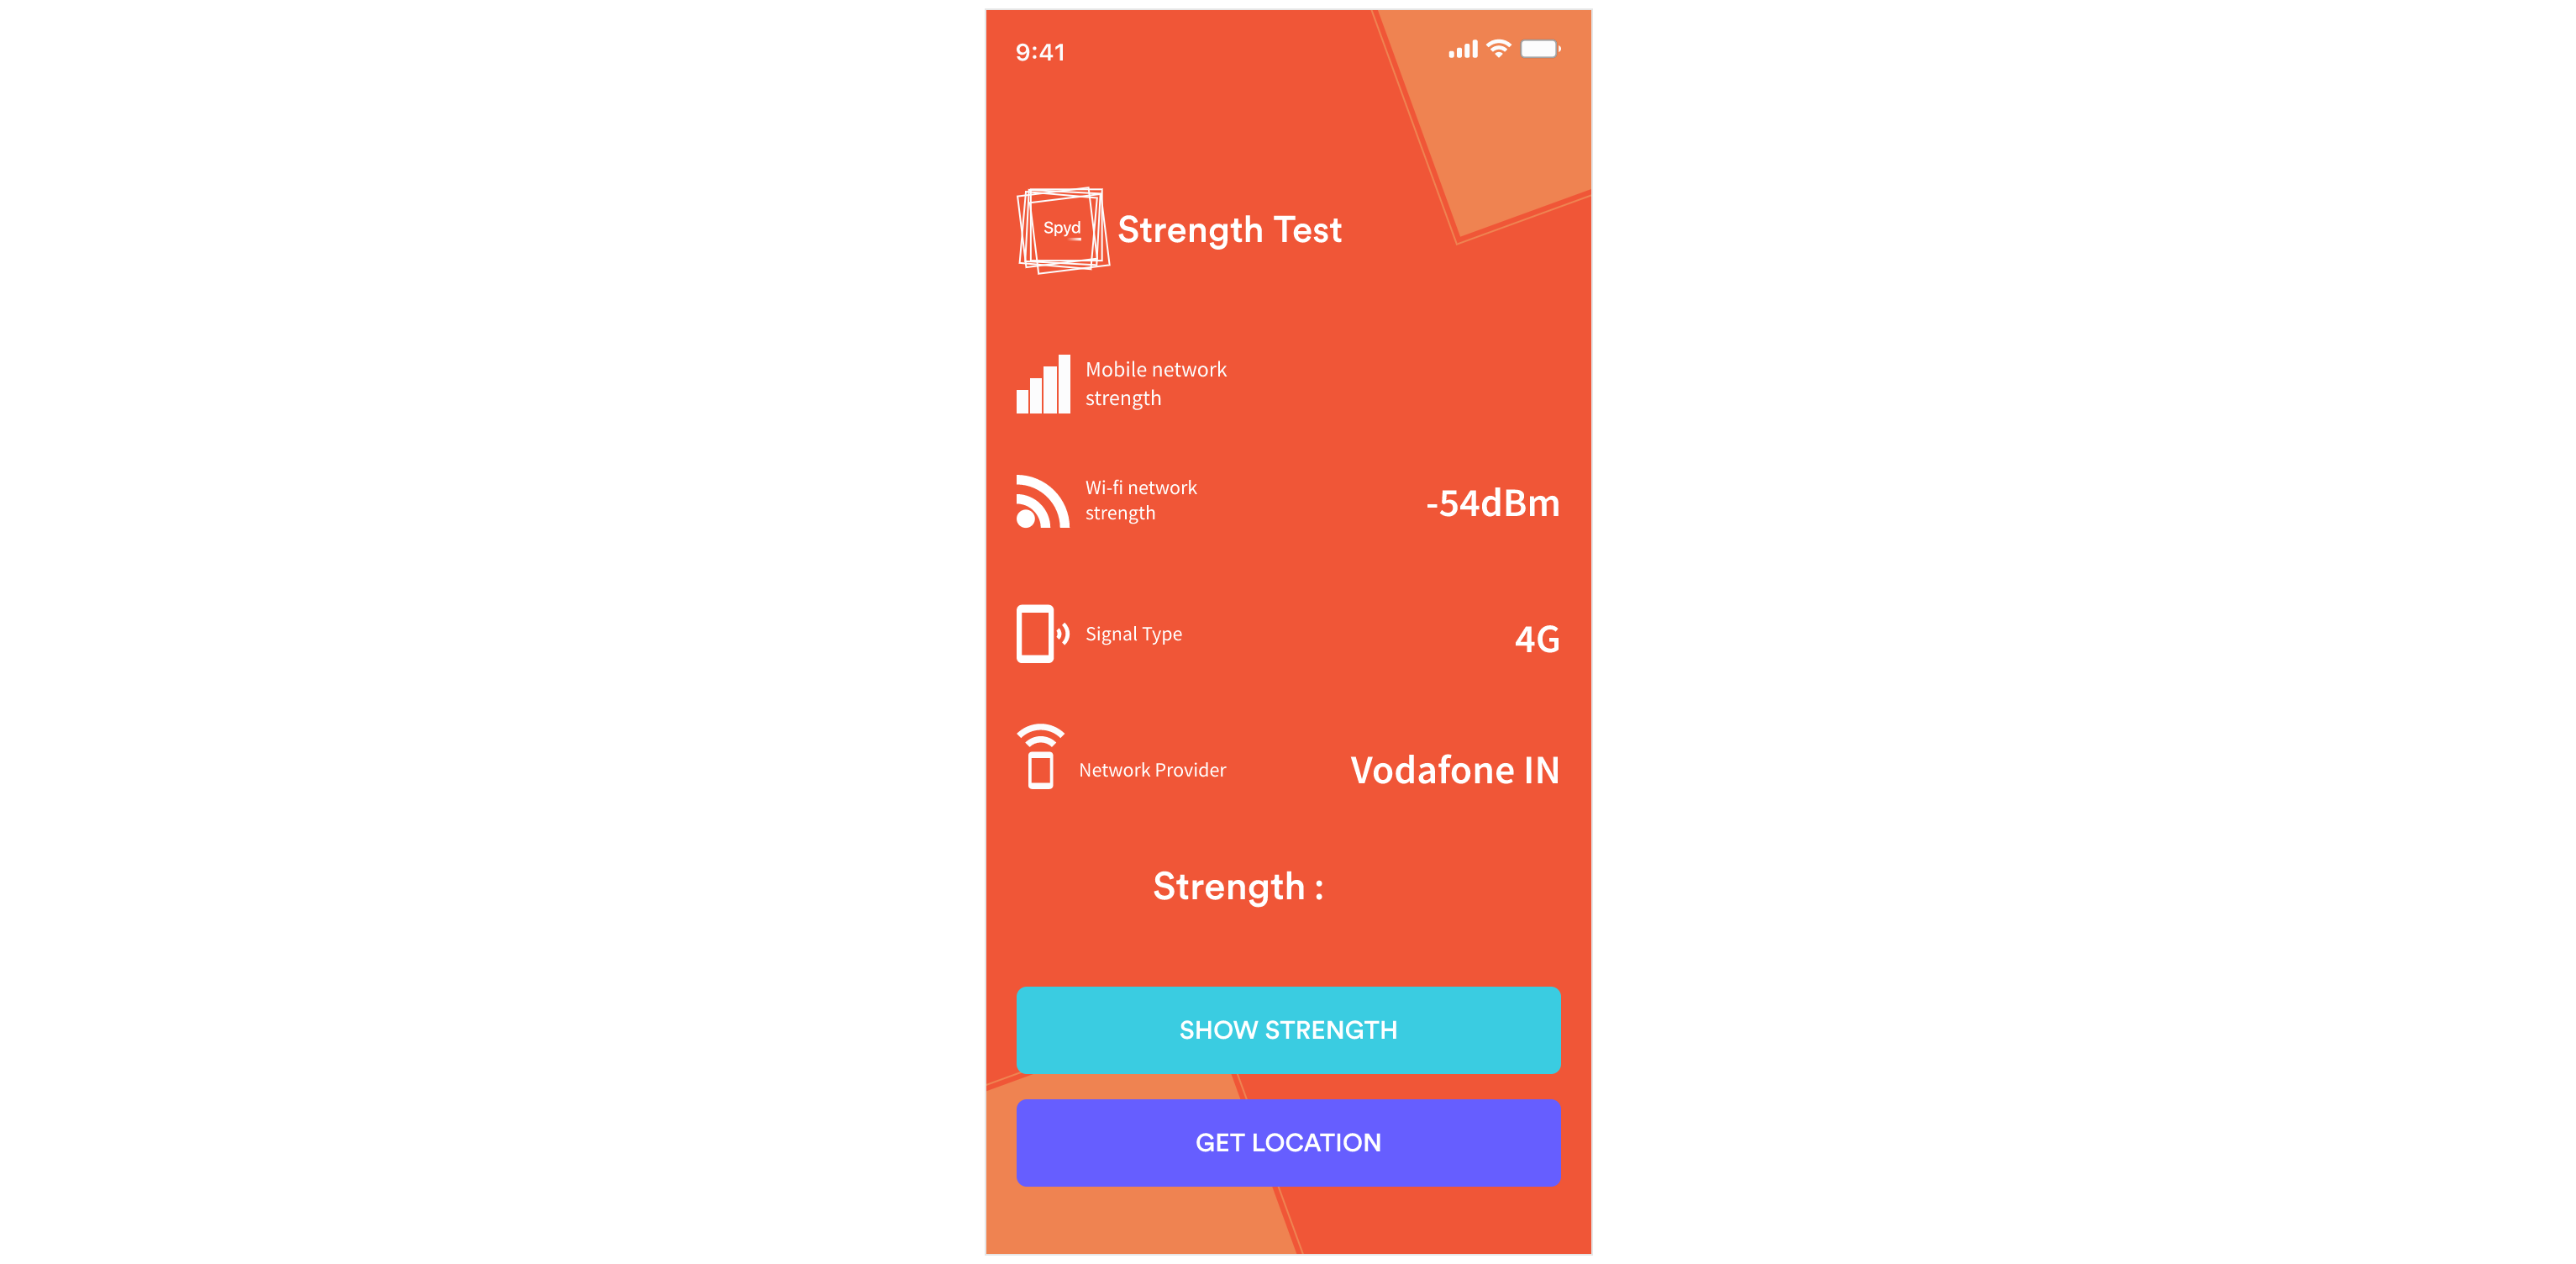 9:41
Spyd
Strength Test
Mobile network
strength
Wi-fi network
strength
-54dBm
Signal Type
4G
Network Provider
Vodafone IN
Strength :
SHOW STRENGTH
GET LOCATION